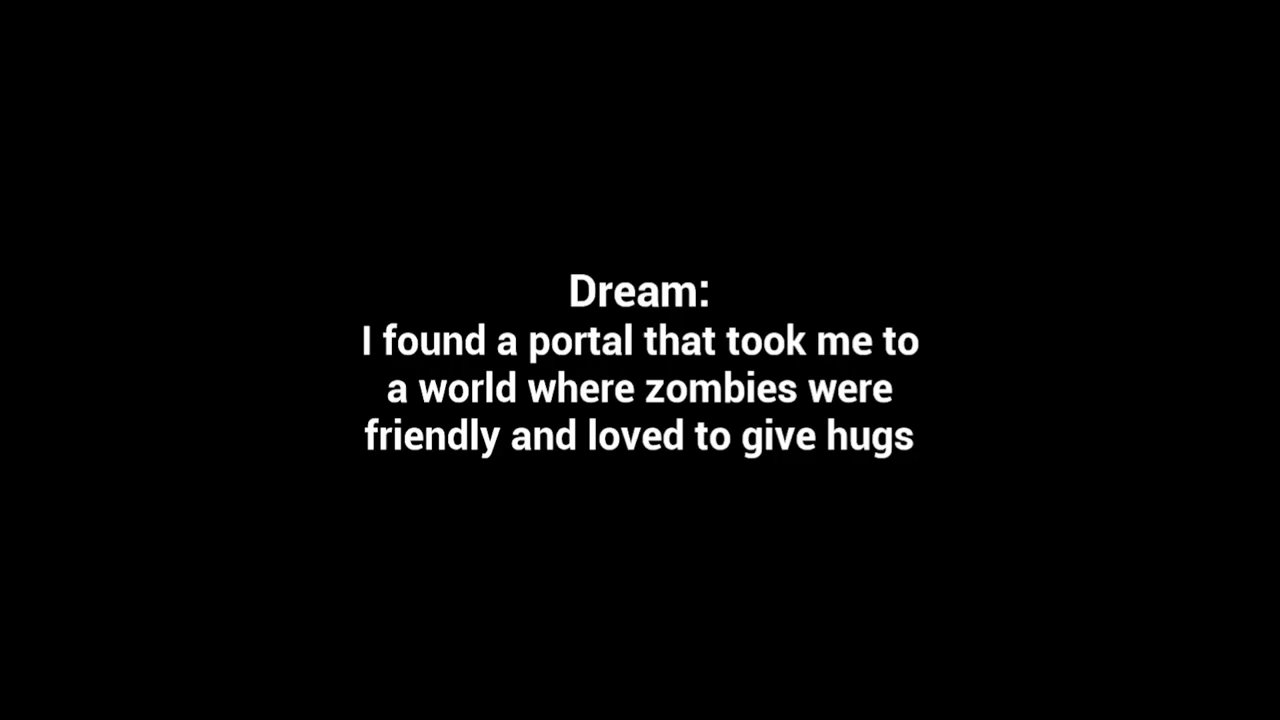 Dream:
I found a portal that took me to
a world where zombies were
friendly and loved to give hugs